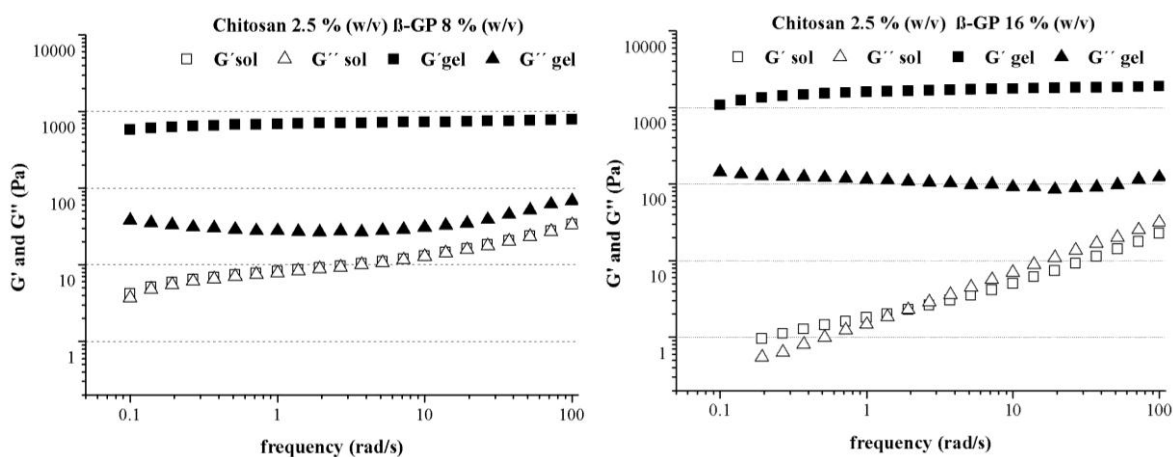 Chitosan 2.5 % (w/v) ß-GP 8 % (w/v)
G´sol G´´ sol G´gel G´´ gel
10000
1000
100
10
1
G' and G'' (Pa)
0.1 1 10 100
frequency (rad/s)
Chitosan 2.5 % (w/v) ß-GP 16 % (w/v)
G´ sol G´´ sol G´ gel G´´ gel
10000
1000
100
10
1
G' and G'' (Pa)
0.1 1 10 100
frequency (rad/s)